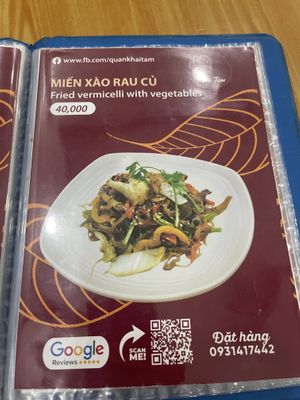 www.fb.com/quankhaitam
MIẾN XÀO RAU CỦ
Fried vermicelli with vegetables
40,000
Google
Reviews
SCAN
ME!
Đặt hàng
0931417442